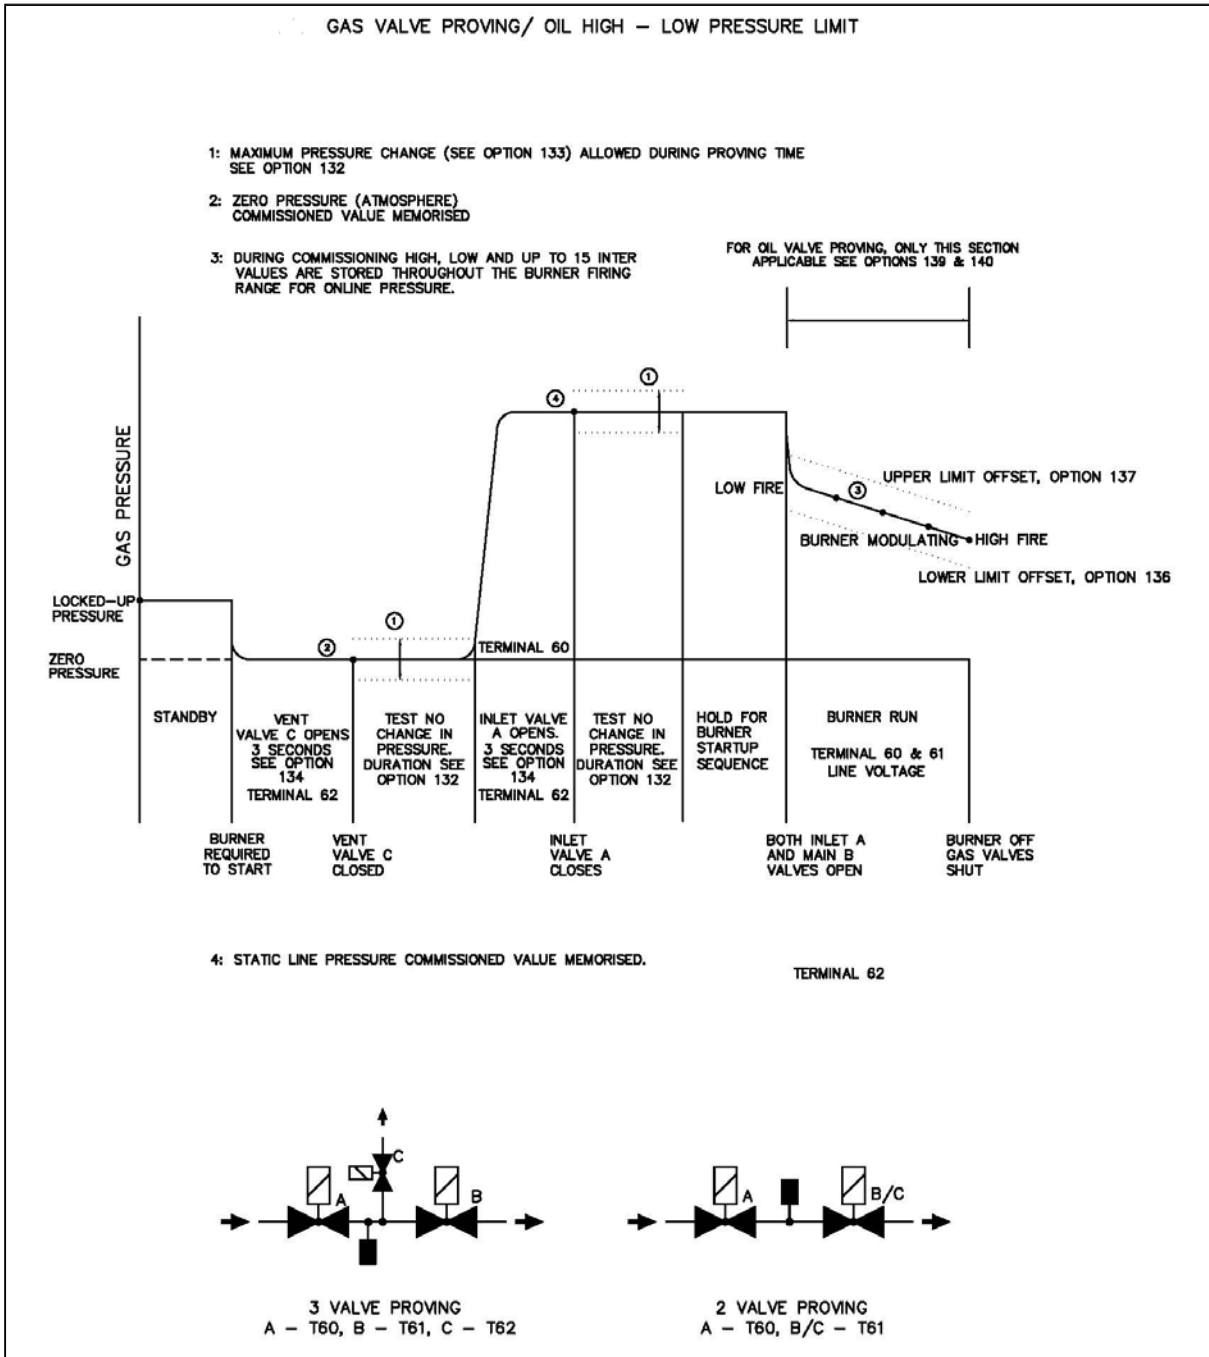 GAS VALVE PROVING/ OIL HIGH – LOW PRESSURE LIMIT
1: MAXIMUM PRESSURE CHANGE (SEE OPTION 133) ALLOWED DURING PROVING TIME
SEE OPTION 132
2: ZERO PRESSURE (ATMOSPHERE)
COMMISSIONED VALUE MEMORISED
3: DURING COMMISSIONING HIGH, LOW AND UP TO 15 INTER
VALUES ARE STORED THROUGHOUT THE BURNER FIRING
RANGE FOR ONLINE PRESSURE.
FOR OIL VALVE PROVING, ONLY THIS SECTION
APPLICABLE SEE OPTIONS 139 & 140
GAS PRESSURE
1
4
LOW FIRE
3
UPPER LIMIT OFFSET, OPTION 137
BURNER MODULATING
HIGH FIRE
LOWER LIMIT OFFSET, OPTION 136
LOCKED–UP
PRESSURE
ZERO
PRESSURE
2
1
TERMINAL 60
STANDBY
VENT
VALVE C OPENS
3 SECONDS
SEE OPTION
134
TERMINAL 62
TEST NO
CHANGE IN
PRESSURE.
DURATION SEE
OPTION 132
INLET VALVE
A OPENS.
3 SECONDS
SEE OPTION
134
TERMINAL 62
TEST NO
CHANGE IN
PRESSURE.
DURATION SEE
OPTION 132
HOLD FOR
BURNER
STARTUP
SEQUENCE
BURNER RUN
TERMINAL 60 & 61
LINE VOLTAGE
BURNER
REQUIRED
TO START
VENT
VALVE C
CLOSED
INLET
VALVE A
CLOSES
BOTH INLET A
AND MAIN B
VALVES OPEN
BURNER OFF
GAS VALVES
SHUT
4: STATIC LINE PRESSURE COMMISSIONED VALUE MEMORISED.
TERMINAL 62
A
C
B
3 VALVE PROVING
A – T60, B – T61, C – T62
A
B/C
2 VALVE PROVING
A – T60, B/C – T61